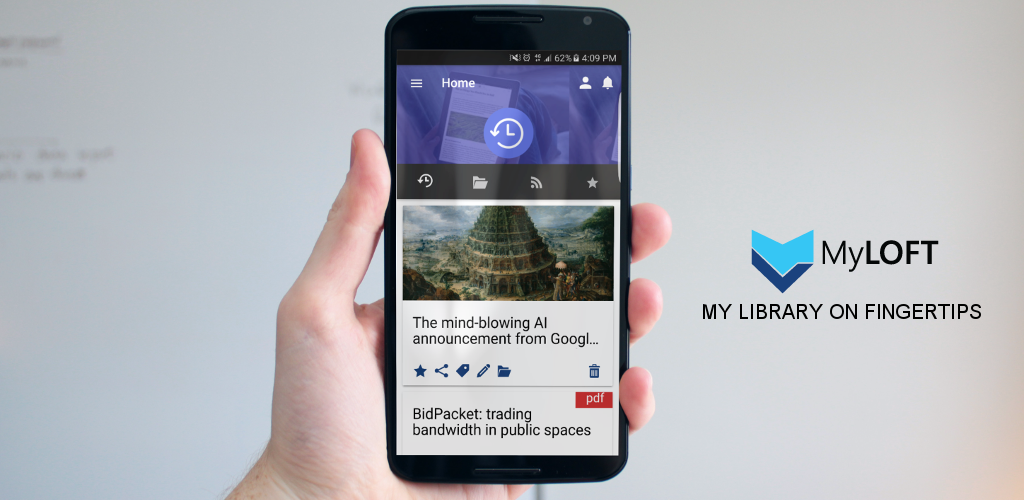 62% 4:09 PM
Home
The mind-blowing AI
announcement from Googl...
pdf
BidPacket: trading
bandwidth in public spaces
MyLOFT
MY LIBRARY ON FINGERTIPS